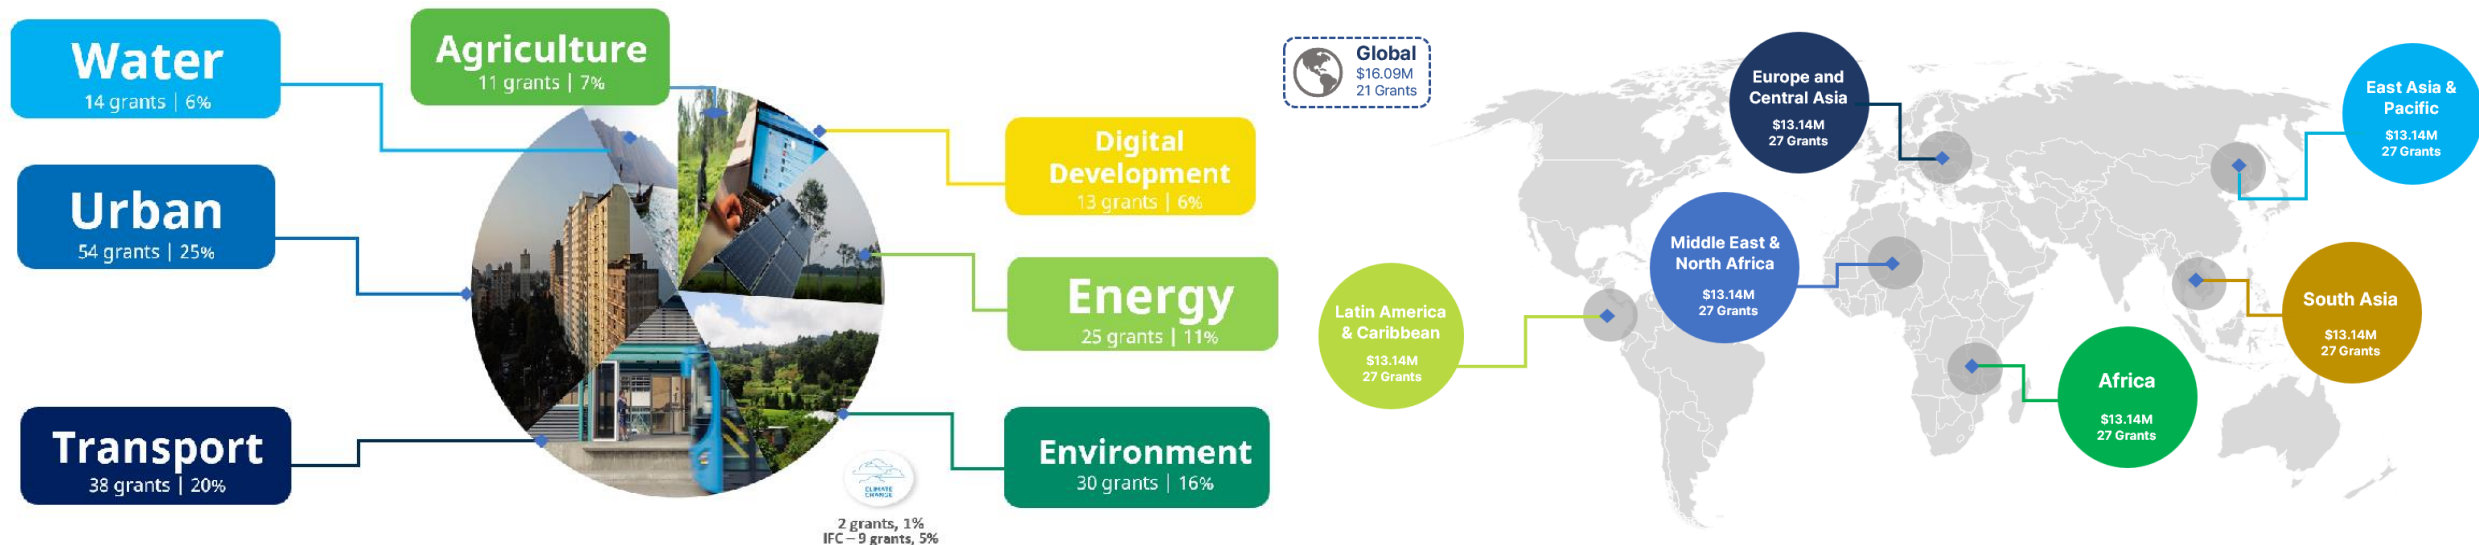 Water
14 grants | 6%
Agriculture
11 grants | 7%
Urban
54 grants | 25%
Transport
38 grants | 20%
Digital
Development
13 grants | 6%
Energy
25 grants | 11%
Environment
30 grants | 16%
CLIMATE
CHANGE
2 grants, 1%
IFC – 9 grants, 5%
Global
$16.09M
21 Grants
Europe and
Central Asia
$13.14M
27 Grants
East Asia &
Pacific
$13.14M
27 Grants
Middle East &
North Africa
$13.14M
27 Grants
Latin America
& Caribbean
$13.14M
27 Grants
South Asia
$13.14M
27 Grants
Africa
$13.14M
27 Grants